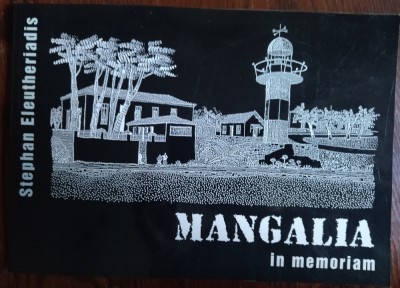 Stephan Eleutheriadis
MANGALIA
in memoriam